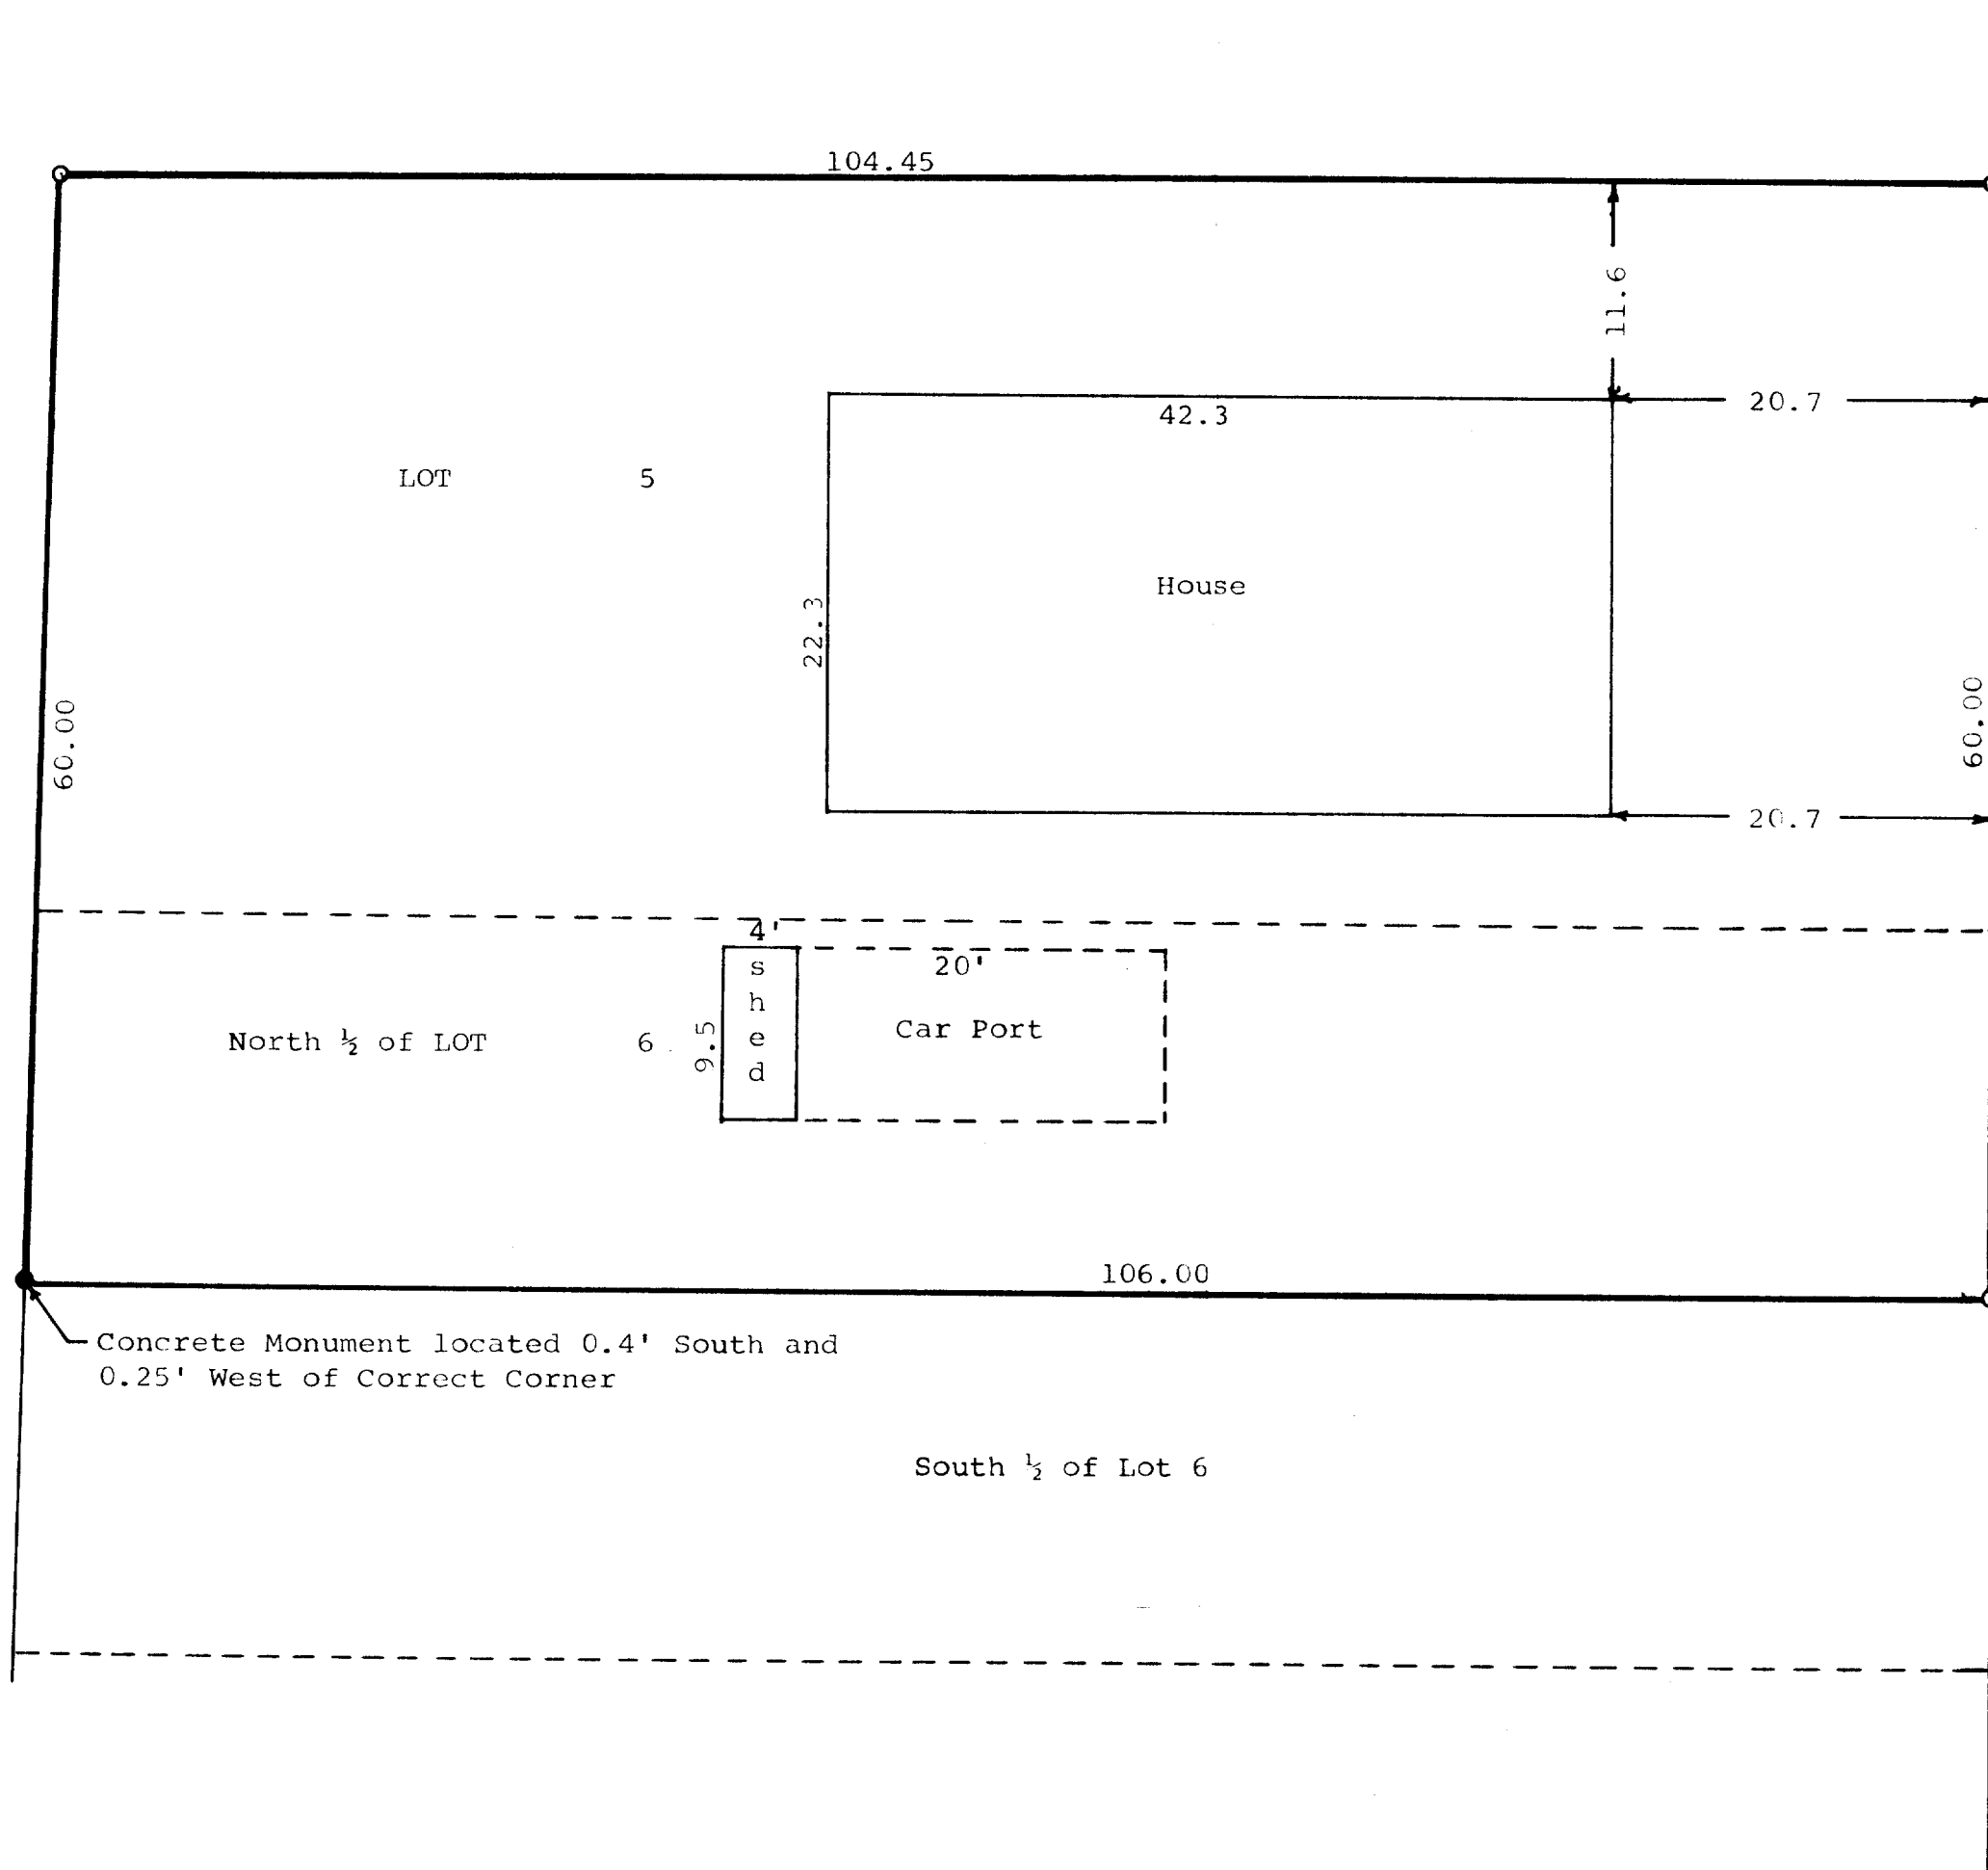 104.45
11.6
20.7
42.3
LOT 5
House
22.3
60.00
60.00
20.7
4'
20'
shed
Car Port
North ½ of LOT 6
9.5
106.00
Concrete Monument located 0.4' South and
0.25' West of Correct Corner
South ½ of Lot 6